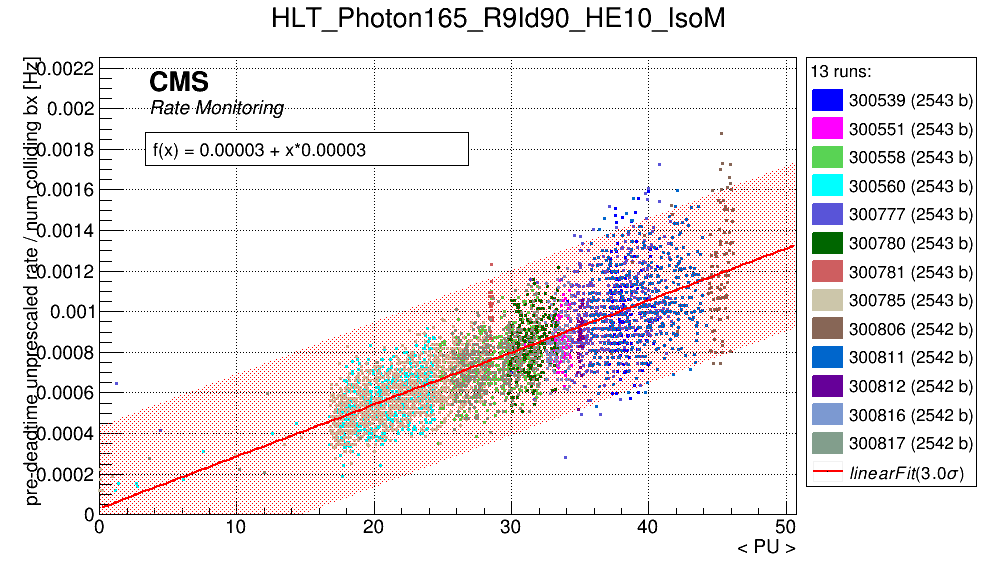 HLT_Photon165_R9Id90_HE10_IsoM
pre-deadtime unprescaled rate / num colliding bx [Hz]
0.0022
0.002
0.0018
0.0016
0.0014
0.0012
0.001
0.0008
0.0006
0.0004
0.0002
0
CMS
Rate Monitoring
f(x) = 0.00003 + x*0.00003
0 10 20 30 40 50
< PU >
13 runs:
300539 (2543 b)
300551 (2543 b)
300558 (2543 b)
300560 (2543 b)
300777 (2543 b)
300780 (2543 b)
300781 (2543 b)
300785 (2543 b)
300806 (2542 b)
300811 (2542 b)
300812 (2542 b)
300816 (2542 b)
300817 (2542 b)
linearFit(3.0σ)